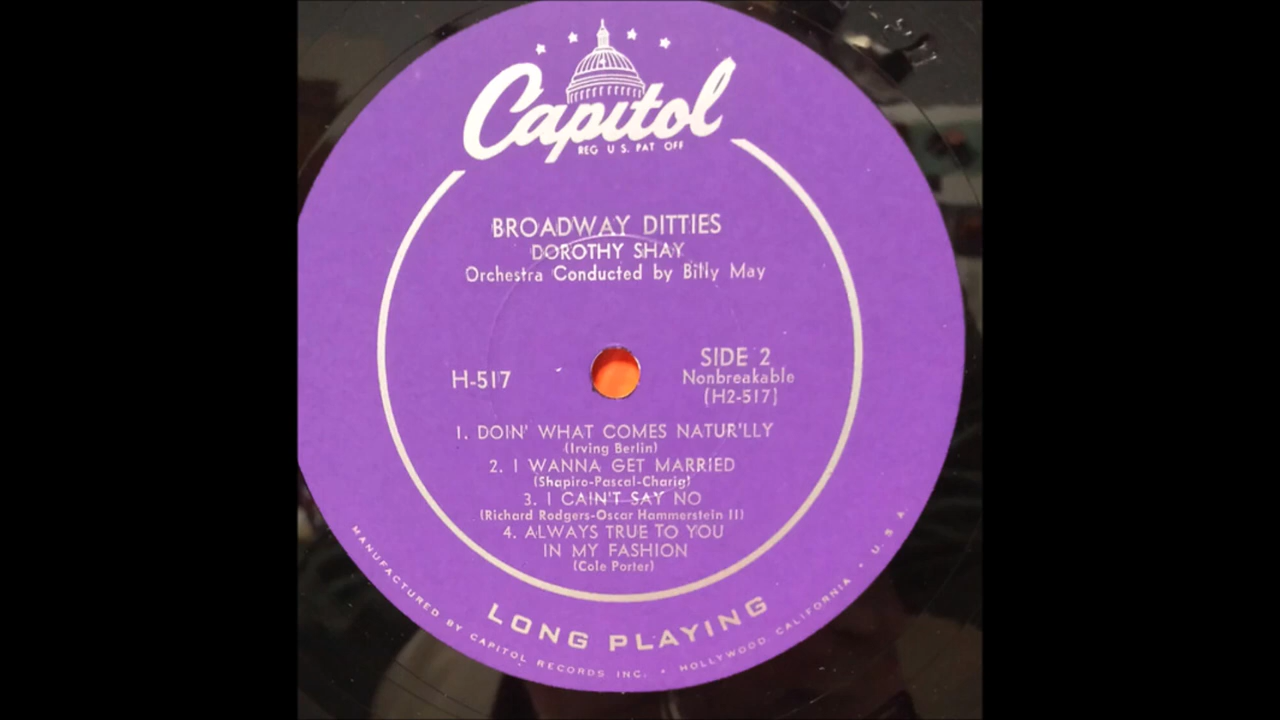 Capitol
REG U.S. PAT OFF
BROADWAY DITTIES
DOROTHY SHAY
Orchestra Conducted by Billy May
H-517
SIDE 2
Nonbreakable
(H2-517)
1. DOIN' WHAT COMES NATUR'LLY
(Irving Berlin)
2. I WANNA GET MARRIED
(Shapiro-Pascal-Charig)
3. I CAIN'T SAY NO
(Richard Rodgers-Oscar Hammerstein II)
4. ALWAYS TRUE TO YOU
IN MY FASHION
(Cole Porter)
LONG PLAYING
MANUFACTURED BY CAPITOL RECORDS INC. • HOLLYWOOD CALIFORNIA • U.S.A.